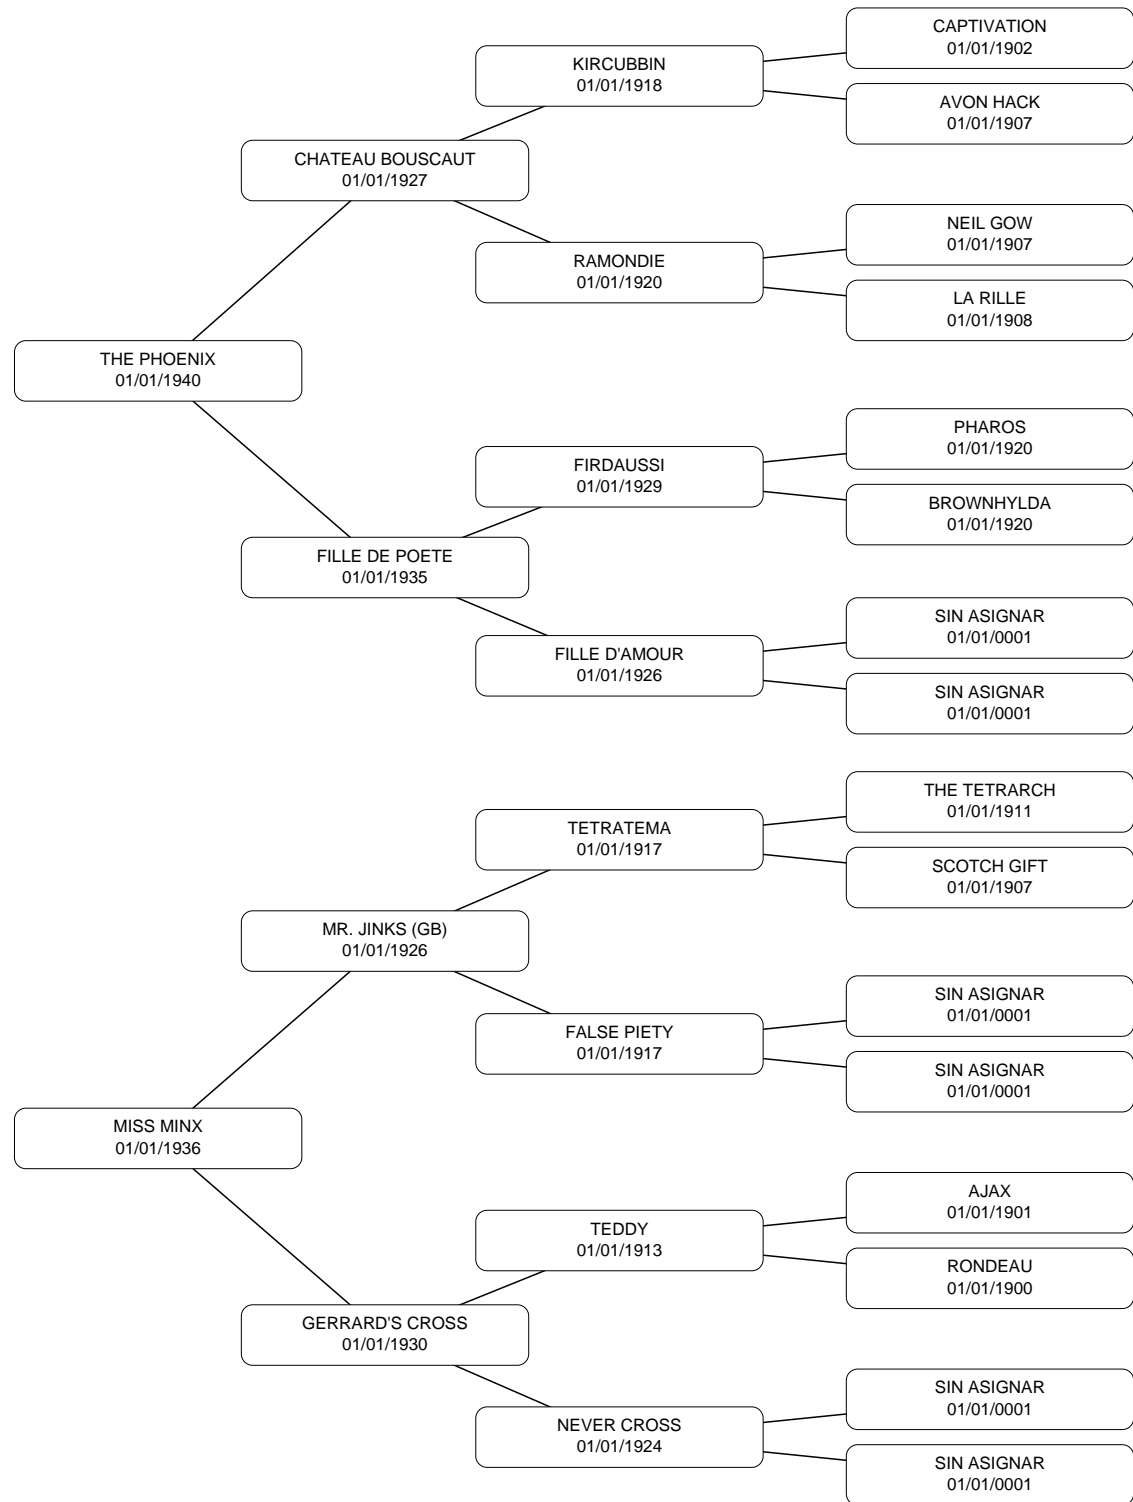 CAPTIVATION
01/01/1902
KIRCUBBIN
01/01/1918
AVON HACK
01/01/1907
CHATEAU BOUSCAUT
01/01/1927
NEIL GOW
01/01/1907
RAMONDIE
01/01/1920
LA RILLE
01/01/1908
THE PHOENIX
01/01/1940
PHAROS
01/01/1920
FIRDAUSSI
01/01/1929
BROWNHYLDA
01/01/1920
FILLE DE POETE
01/01/1935
SIN ASIGNAR
01/01/0001
FILLE D'AMOUR
01/01/1926
SIN ASIGNAR
01/01/0001
THE TETRARCH
01/01/1911
TETRATEMA
01/01/1917
SCOTCH GIFT
01/01/1907
MR. JINKS (GB)
01/01/1926
SIN ASIGNAR
01/01/0001
FALSE PIETY
01/01/1917
SIN ASIGNAR
01/01/0001
MISS MINX
01/01/1936
AJAX
01/01/1901
TEDDY
01/01/1913
RONDEAU
01/01/1900
GERRARD'S CROSS
01/01/1930
SIN ASIGNAR
01/01/0001
NEVER CROSS
01/01/1924
SIN ASIGNAR
01/01/0001